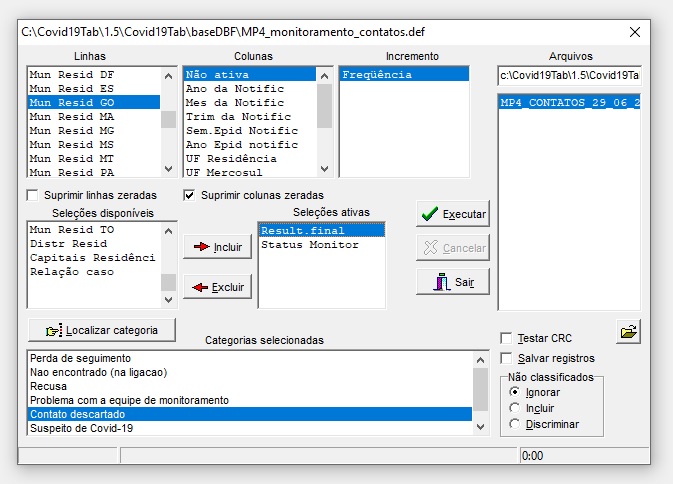 C:\Covid19Tab\1.5\Covid19Tab\baseDBF\MP4_monitoramento_contatos.def
Linhas
Colunas
Incremento
Arquivos
Mun Resid DF
Mun Resid ES
Mun Resid GO
Mun Resid MA
Mun Resid MG
Mun Resid MS
Mun Resid MT
Mun Resid PA
Não ativa
Ano da Notific
Mes da Notific
Trim da Notific
Sem.Epid Notific
Ano Epid notific
UF Residência
UF Mercosul
Freqüência
c:\Covid19Tab\1.5\Covid19Ta
MP4_CONTATOS_29_06_2
Suprimir linhas zeradas
Suprimir colunas zeradas
Seleções disponíveis
Seleções ativas
Mun Resid TO
Distr Resid
Capitais Residênci
Relação caso
Incluir
Excluir
Result.final
Status Monitor
Executar
Cancelar
Sair
Localizar categoria
Categorias selecionadas
Perda de seguimento
Nao encontrado (na ligacao)
Recusa
Problema com a equipe de monitoramento
Contato descartado
Suspeito de Covid-19
Testar CRC
Salvar registros
Não classificados
Ignorar
Incluir
Discriminar
0:00